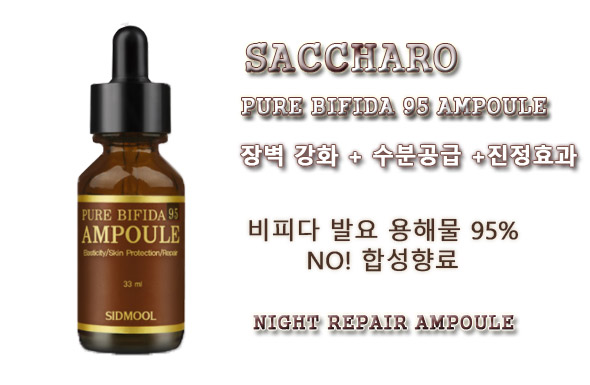 SACCHARO
PURE BIFIDA 95 AMPOULE
장벽 강화 + 수분공급 +진정효과
비피다 발요 용해물 95%
NO! 합성향료
NIGHT REPAIR AMPOULE
PURE BIFIDA 95
AMPOULE
Elasticity/Skin Protection/Repair
33 ml
SIDMOOL